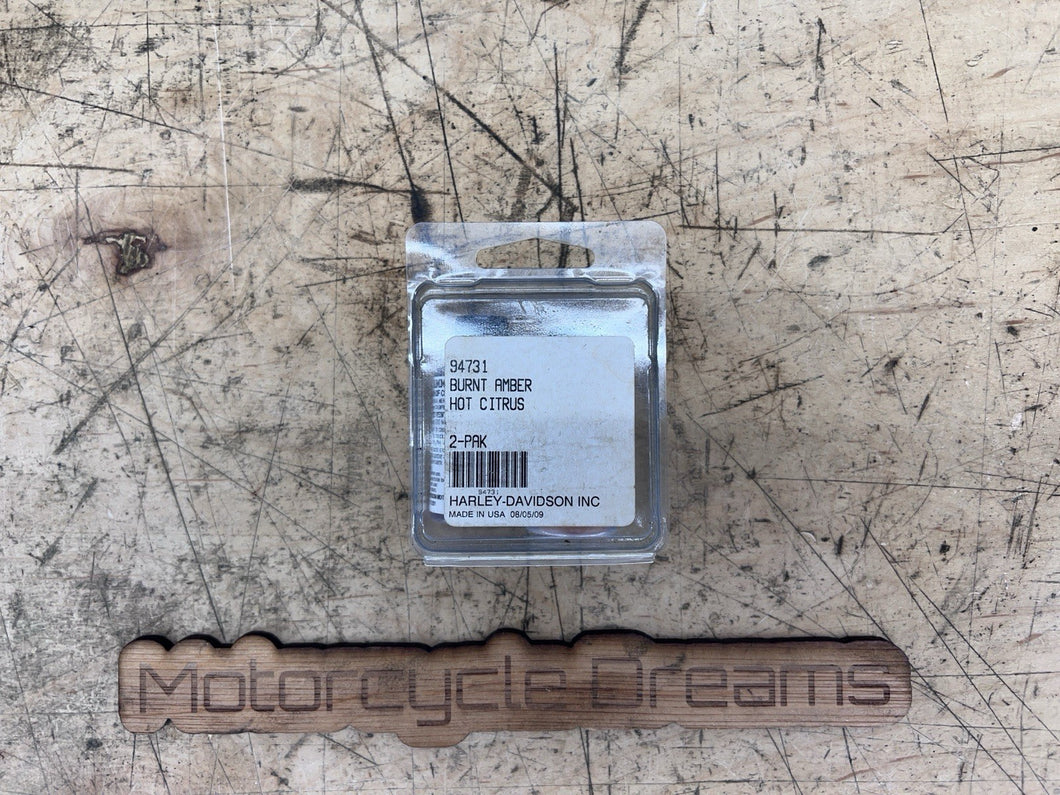 94731
BURNT AMBER
HOT CITRUS
2-PAK
94731
HARLEY-DAVIDSON INC
MADE IN USA 08/05/09
Motorcycle Dreams